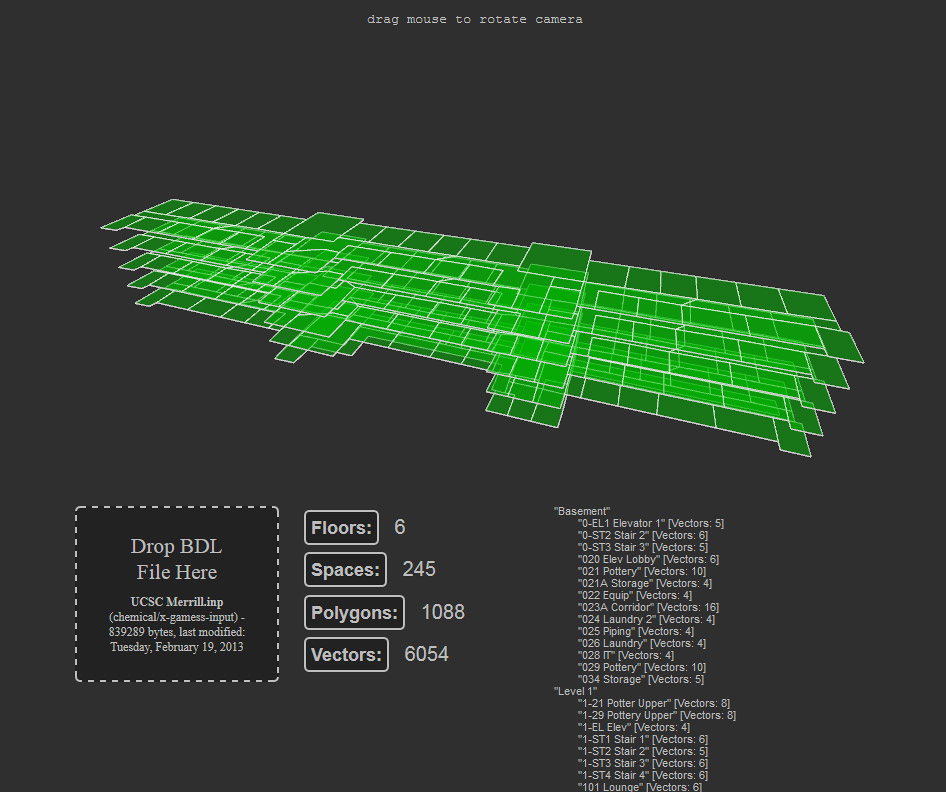 drag mouse to rotate camera
Drop BDL
File Here
UCSC Merrill.inp
(chemical/x-gamess-input) -
839289 bytes, last modified:
Tuesday, February 19, 2013
Floors: 6
Spaces: 245
Polygons: 1088
Vectors: 6054
"Basement"
"0-EL1 Elevator 1" [Vectors: 5]
"0-ST2 Stair 2" [Vectors: 6]
"0-ST3 Stair 3" [Vectors: 5]
"020 Elev Lobby" [Vectors: 6]
"021 Pottery" [Vectors: 10]
"021A Storage" [Vectors: 4]
"022 Equip" [Vectors: 4]
"023A Corridor" [Vectors: 16]
"024 Laundry 2" [Vectors: 4]
"025 Piping" [Vectors: 4]
"026 Laundry" [Vectors: 4]
"028 IT" [Vectors: 4]
"029 Pottery" [Vectors: 10]
"034 Storage" [Vectors: 5]
"Level 1"
"1-21 Potter Upper" [Vectors: 8]
"1-29 Pottery Upper" [Vectors: 8]
"1-EL Elev" [Vectors: 4]
"1-ST1 Stair 1" [Vectors: 6]
"1-ST2 Stair 2" [Vectors: 5]
"1-ST3 Stair 3" [Vectors: 6]
"1-ST4 Stair 4" [Vectors: 6]
"101 Lounge" [Vectors: 6]